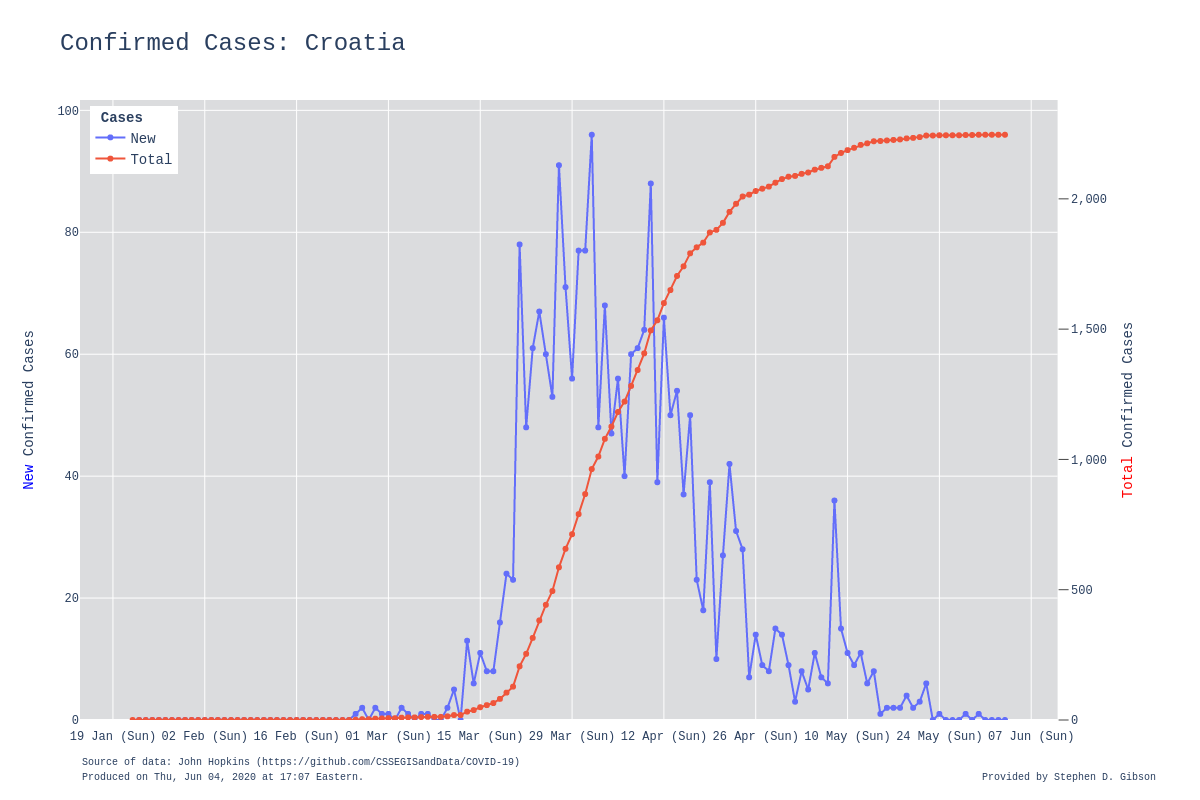 Confirmed Cases: Croatia
Cases
New
Total
100
80
60
40
20
0
New Confirmed Cases
2,000
1,500
1,000
500
0
Total Confirmed Cases
19 Jan (Sun) 02 Feb (Sun) 16 Feb (Sun) 01 Mar (Sun) 15 Mar (Sun) 29 Mar (Sun) 12 Apr (Sun) 26 Apr (Sun) 10 May (Sun) 24 May (Sun) 07 Jun (Sun)
Source of data: John Hopkins (https://github.com/CSSEGISandData/COVID-19)
Produced on Thu, Jun 04, 2020 at 17:07 Eastern.
Provided by Stephen D. Gibson